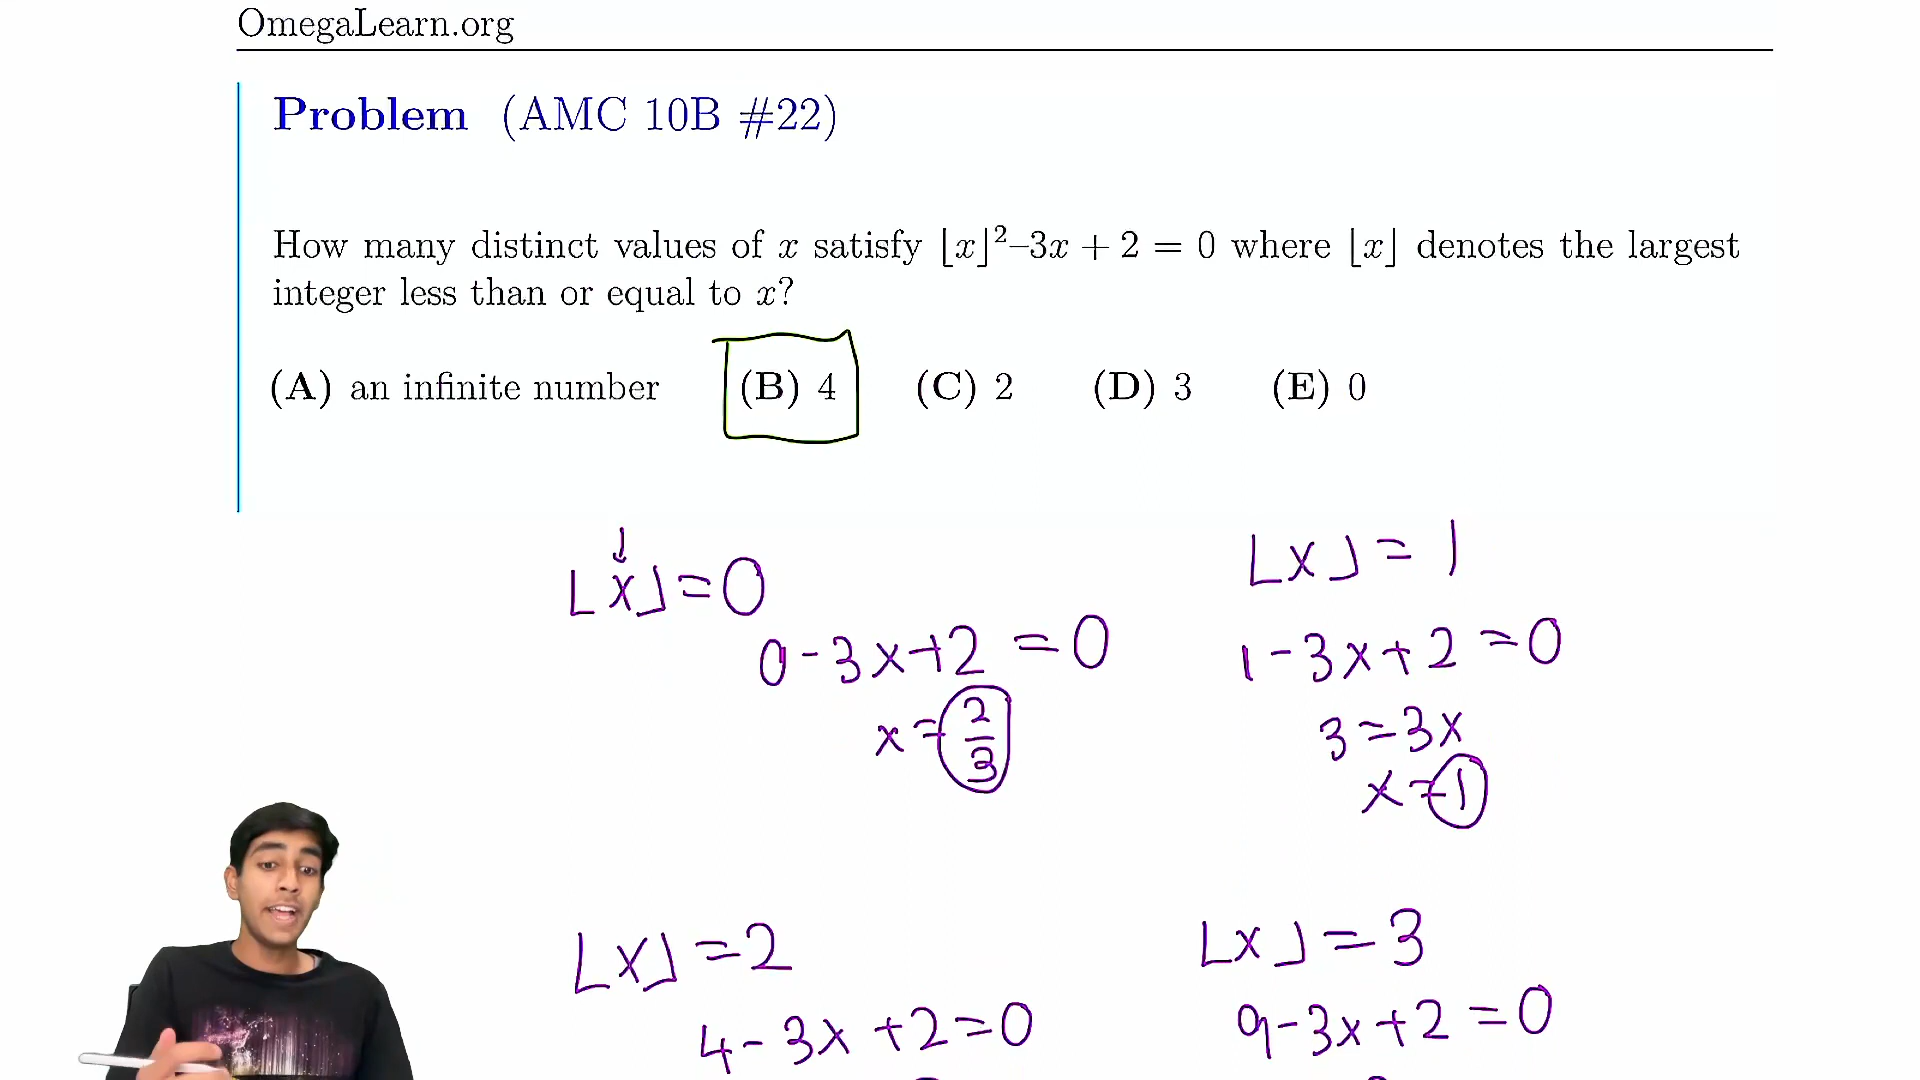 OmegaLearn.org
Problem (AMC 10B #22)
How many distinct values of x satisfy ⌊x⌋²–3x + 2 = 0 where ⌊x⌋ denotes the largest
integer less than or equal to x?
(A) an infinite number (B) 4 (C) 2 (D) 3 (E) 0
⌊x⌋=0
0-3x+2=0
x=2/3
⌊x⌋=1
1-3x+2=0
3=3x
x=1
⌊x⌋=2
4-3x+2=0
⌊x⌋=3
9-3x+2=0